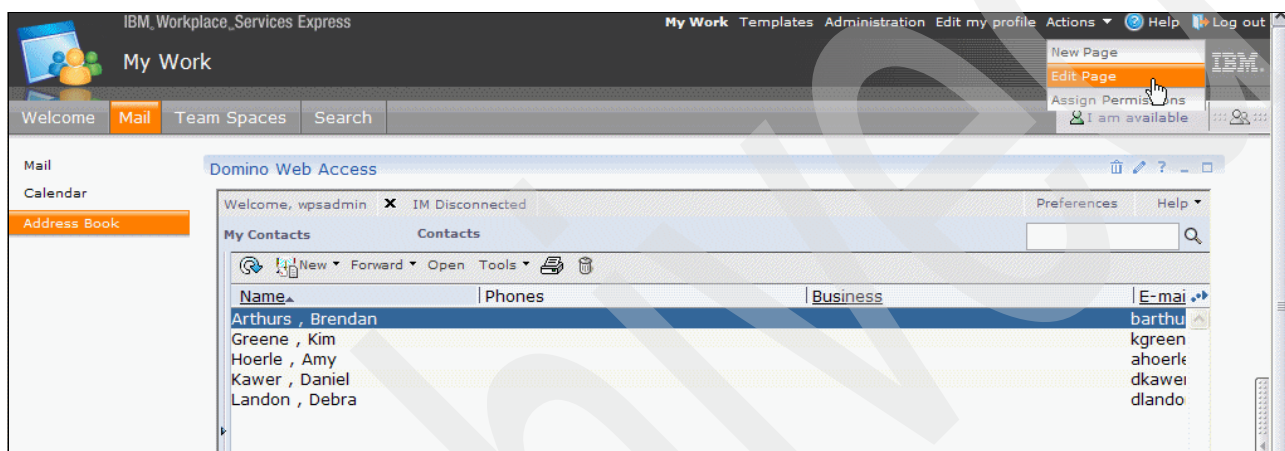 IBM_Workplace_Services Express
My Work Templates Administration Edit my profile Actions Help Log out
My Work
New Page
IBM.
Edit Page
Assign Permissions
Welcome Mail Team Spaces Search
I am available
Mail
Domino Web Access
Calendar
Welcome, wpsadmin X IM Disconnected Preferences Help
Address Book
My Contacts Contacts
New Forward Open Tools
Name Phones Business E-mai
Arthurs , Brendan barthu
Greene , Kim kgreen
Hoerle , Amy ahoerle
Kawer , Daniel dkawer
Landon , Debra dlando